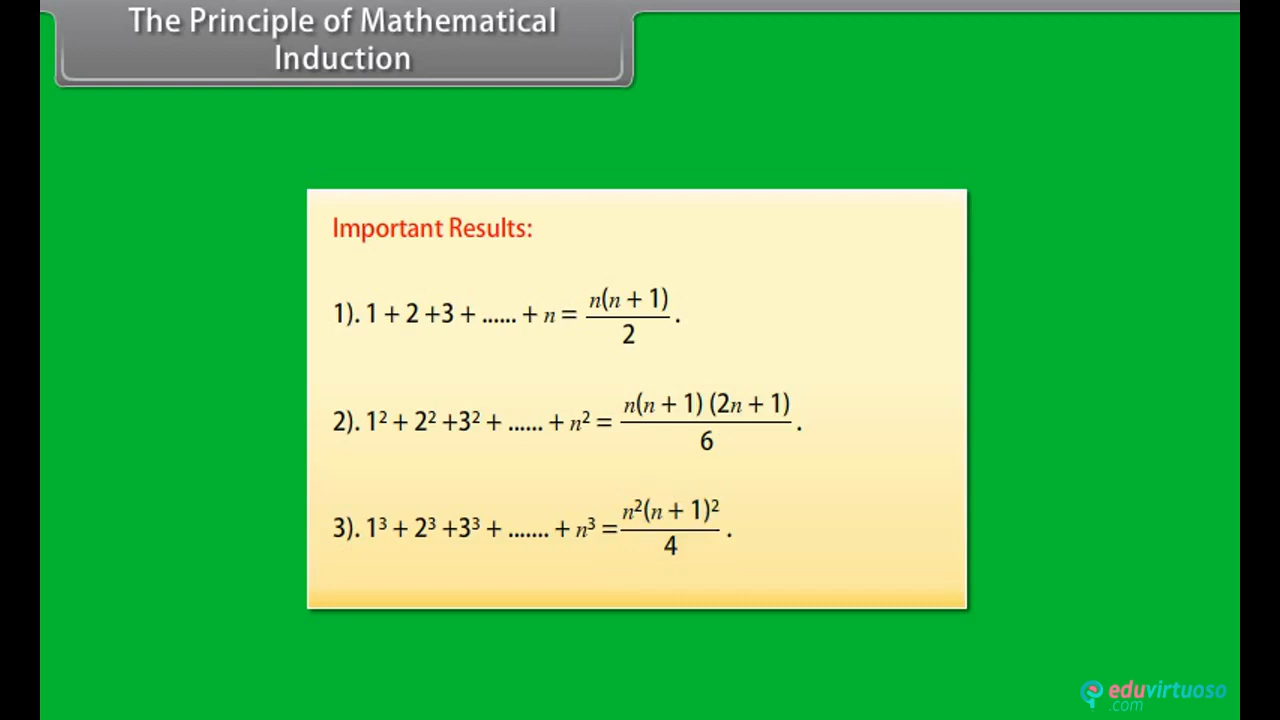 The Principle of Mathematical
Induction
Important Results:
1). 1 + 2 +3 + ...... + n = n(n + 1) / 2 .
2). 1² + 2² +3² + ...... + n² = n(n + 1) (2n + 1) / 6 .
3). 1³ + 2³ +3³ + ....... + n³ = n²(n + 1)² / 4 .
eduvirtuoso
.com